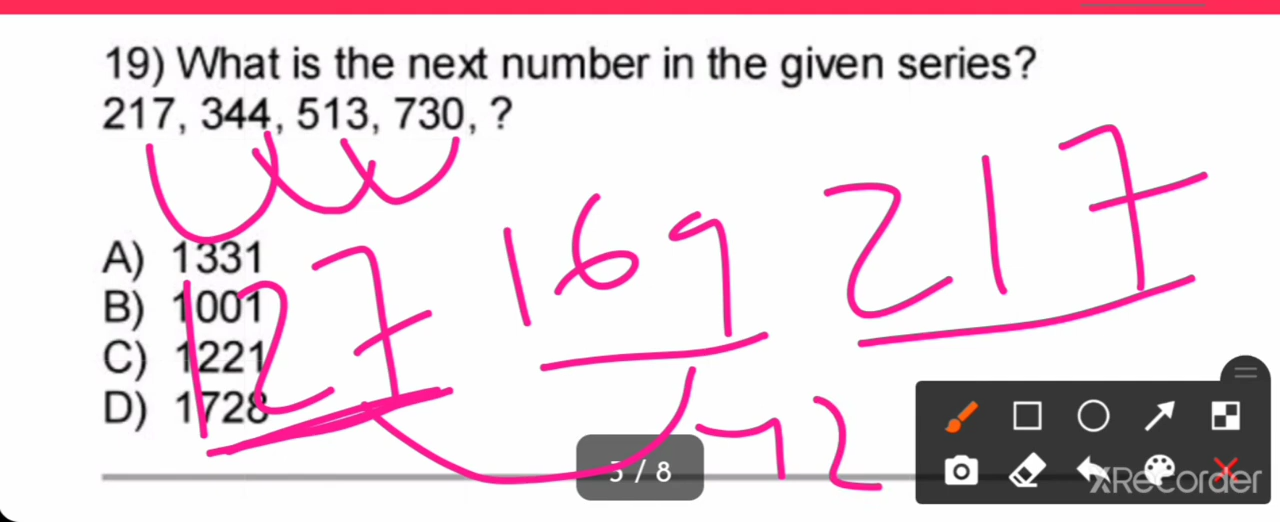 19) What is the next number in the given series?
217, 344, 513, 730, ?
A) 1331
B) 1001
C) 1221
D) 1728
127 169 217
42
5 / 8
XRecorder